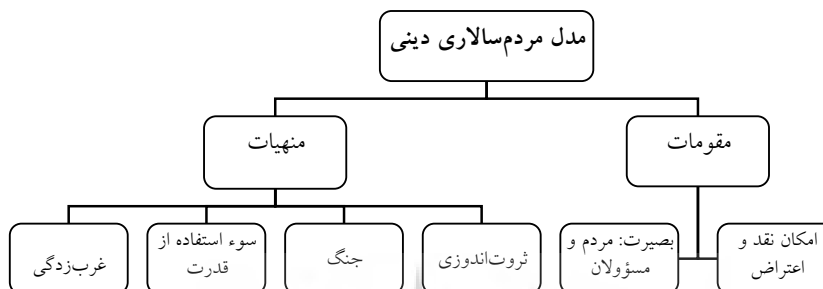 مدل مردم‌سالاری دینی
مقومات
منهیات
امکان نقد و
اعتراض
بصیرت: مردم و
مسؤولان
ثروت‌اندوزی
جنگ
سوء استفاده از
قدرت
غرب‌زدگی